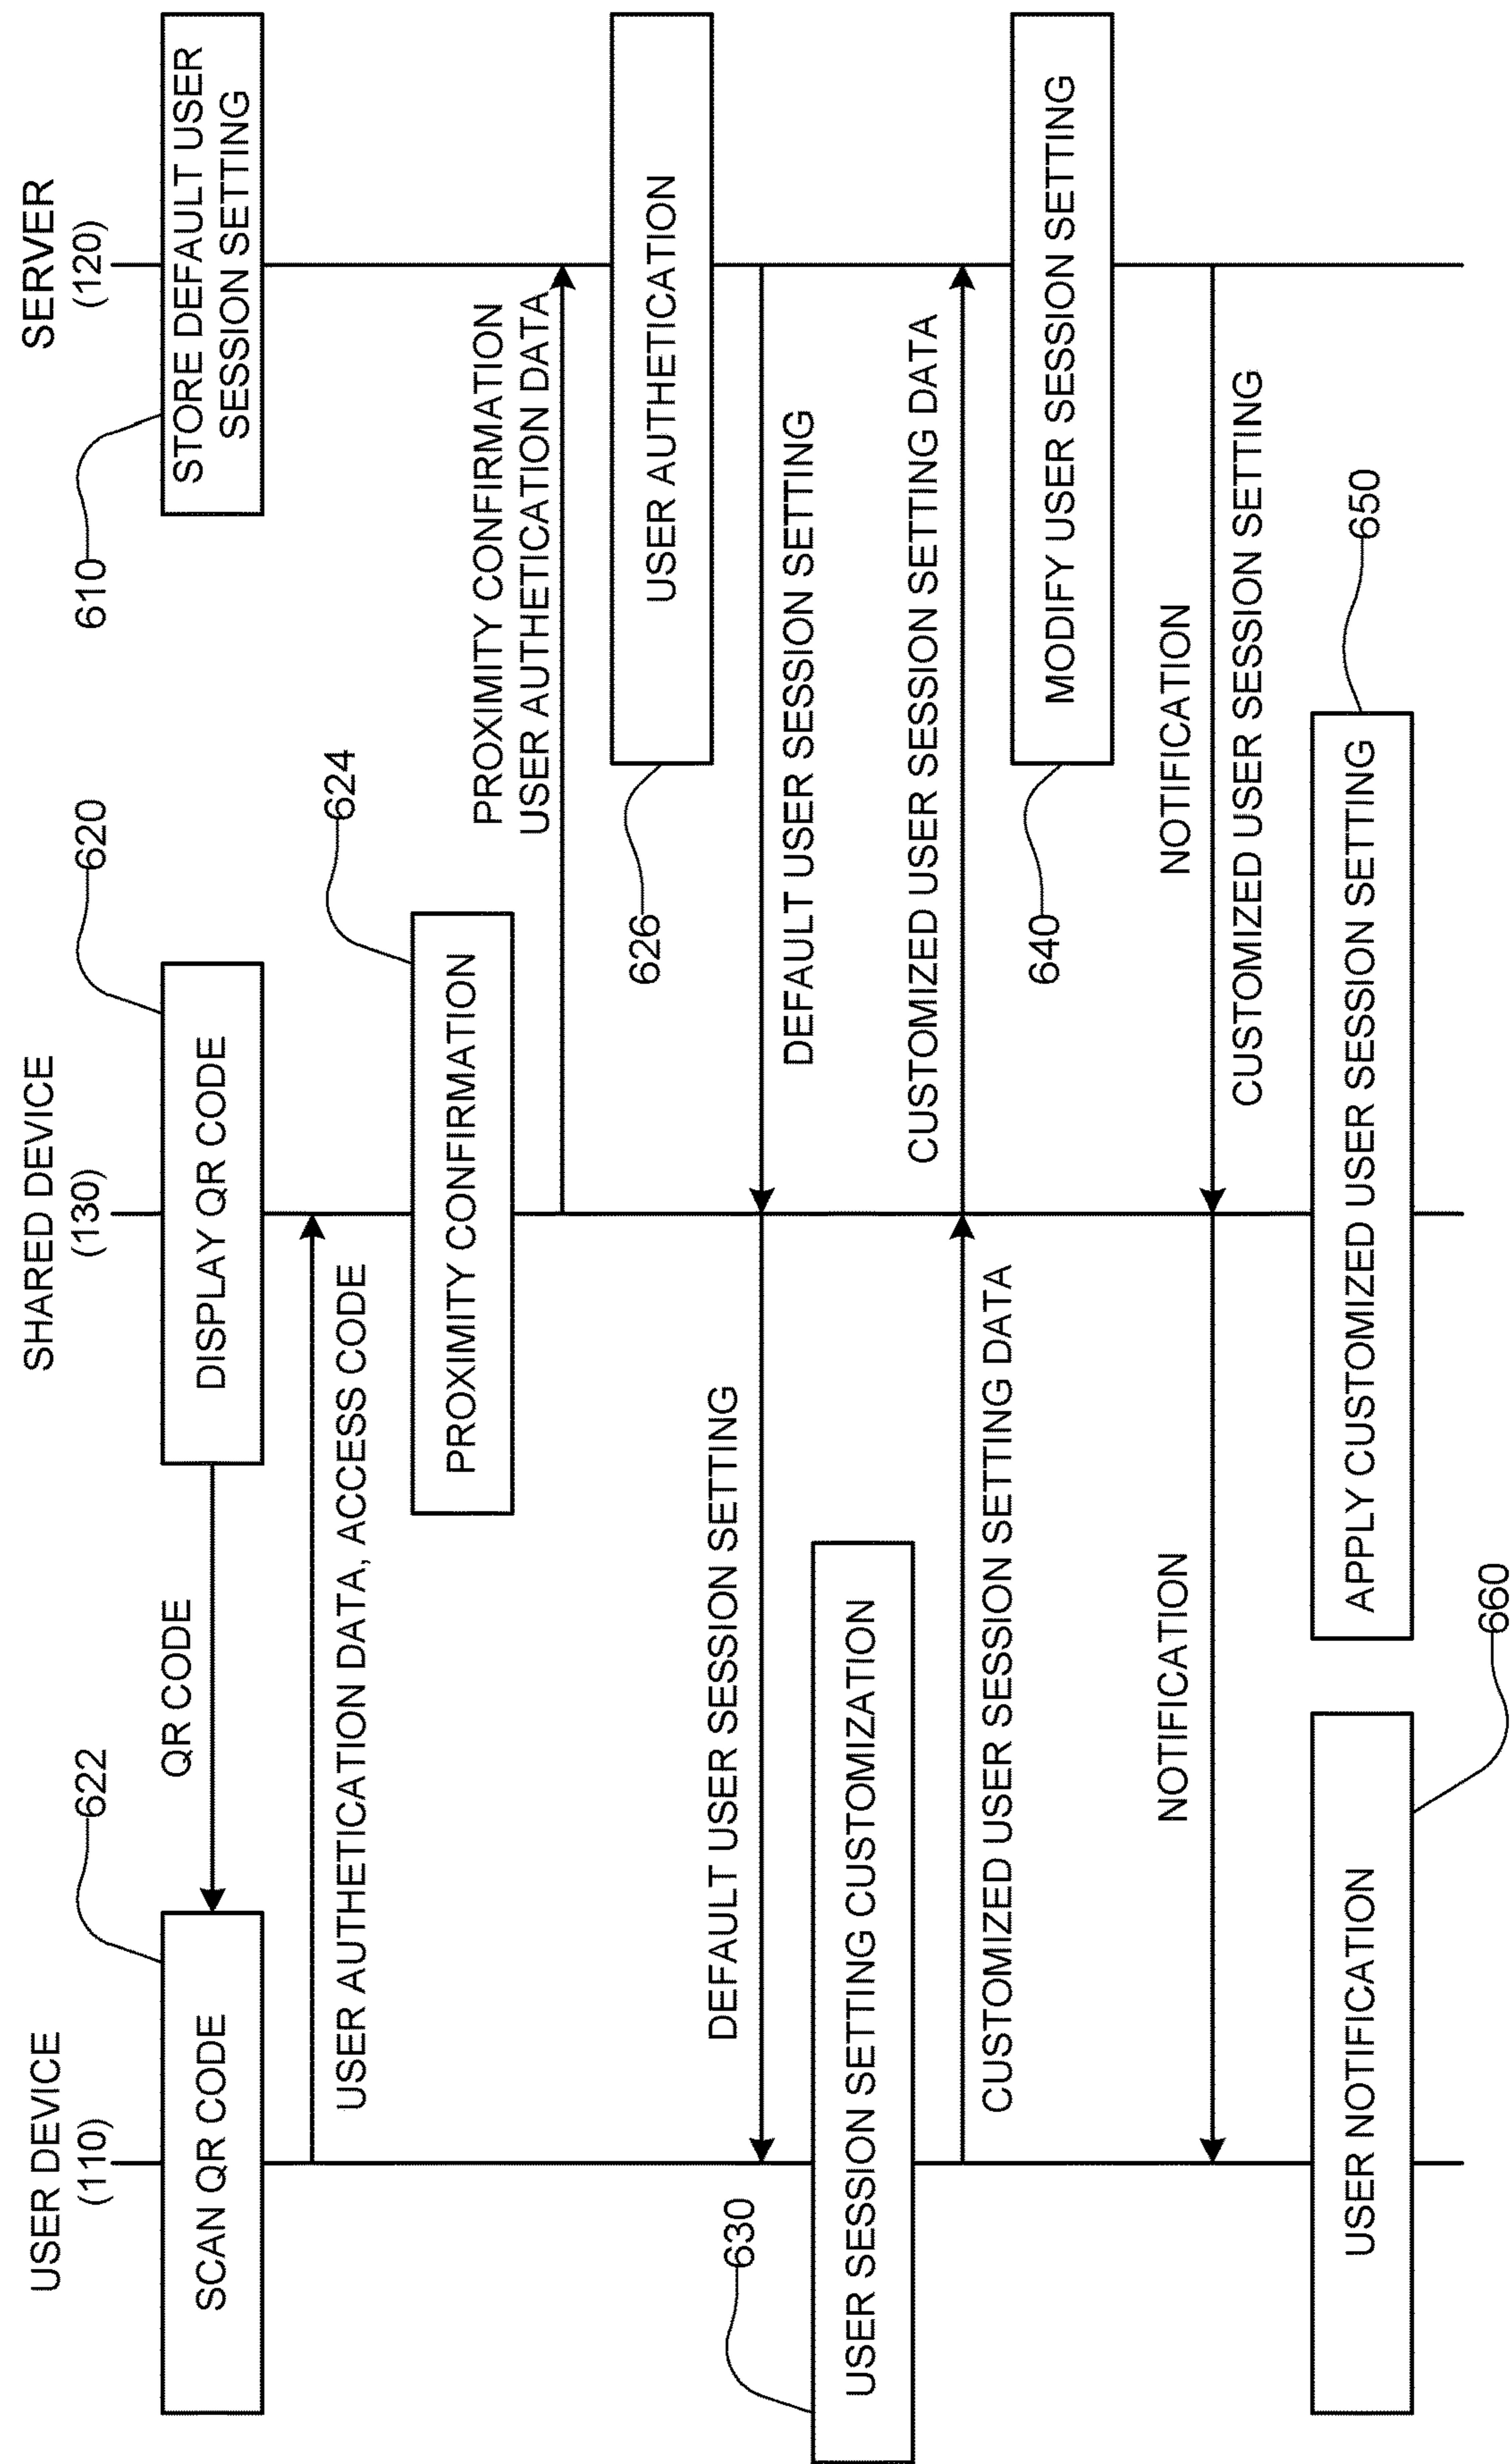 USER DEVICE
(110)
SHARED DEVICE
(130)
SERVER
(120)
622
620
610
SCAN QR CODE
QR CODE
DISPLAY QR CODE
STORE DEFAULT USER
SESSION SETTING
USER AUTHETICATION DATA, ACCESS CODE
624
PROXIMITY CONFIRMATION
PROXIMITY CONFIRMATION
USER AUTHETICATION DATA
626
USER AUTHETICATION
DEFAULT USER SESSION SETTING
DEFAULT USER SESSION SETTING
630
USER SESSION SETTING CUSTOMIZATION
CUSTOMIZED USER SESSION SETTING DATA
CUSTOMIZED USER SESSION SETTING DATA
640
MODIFY USER SESSION SETTING
NOTIFICATION
NOTIFICATION
CUSTOMIZED USER SESSION SETTING
650
USER NOTIFICATION
APPLY CUSTOMIZED USER SESSION SETTING
660